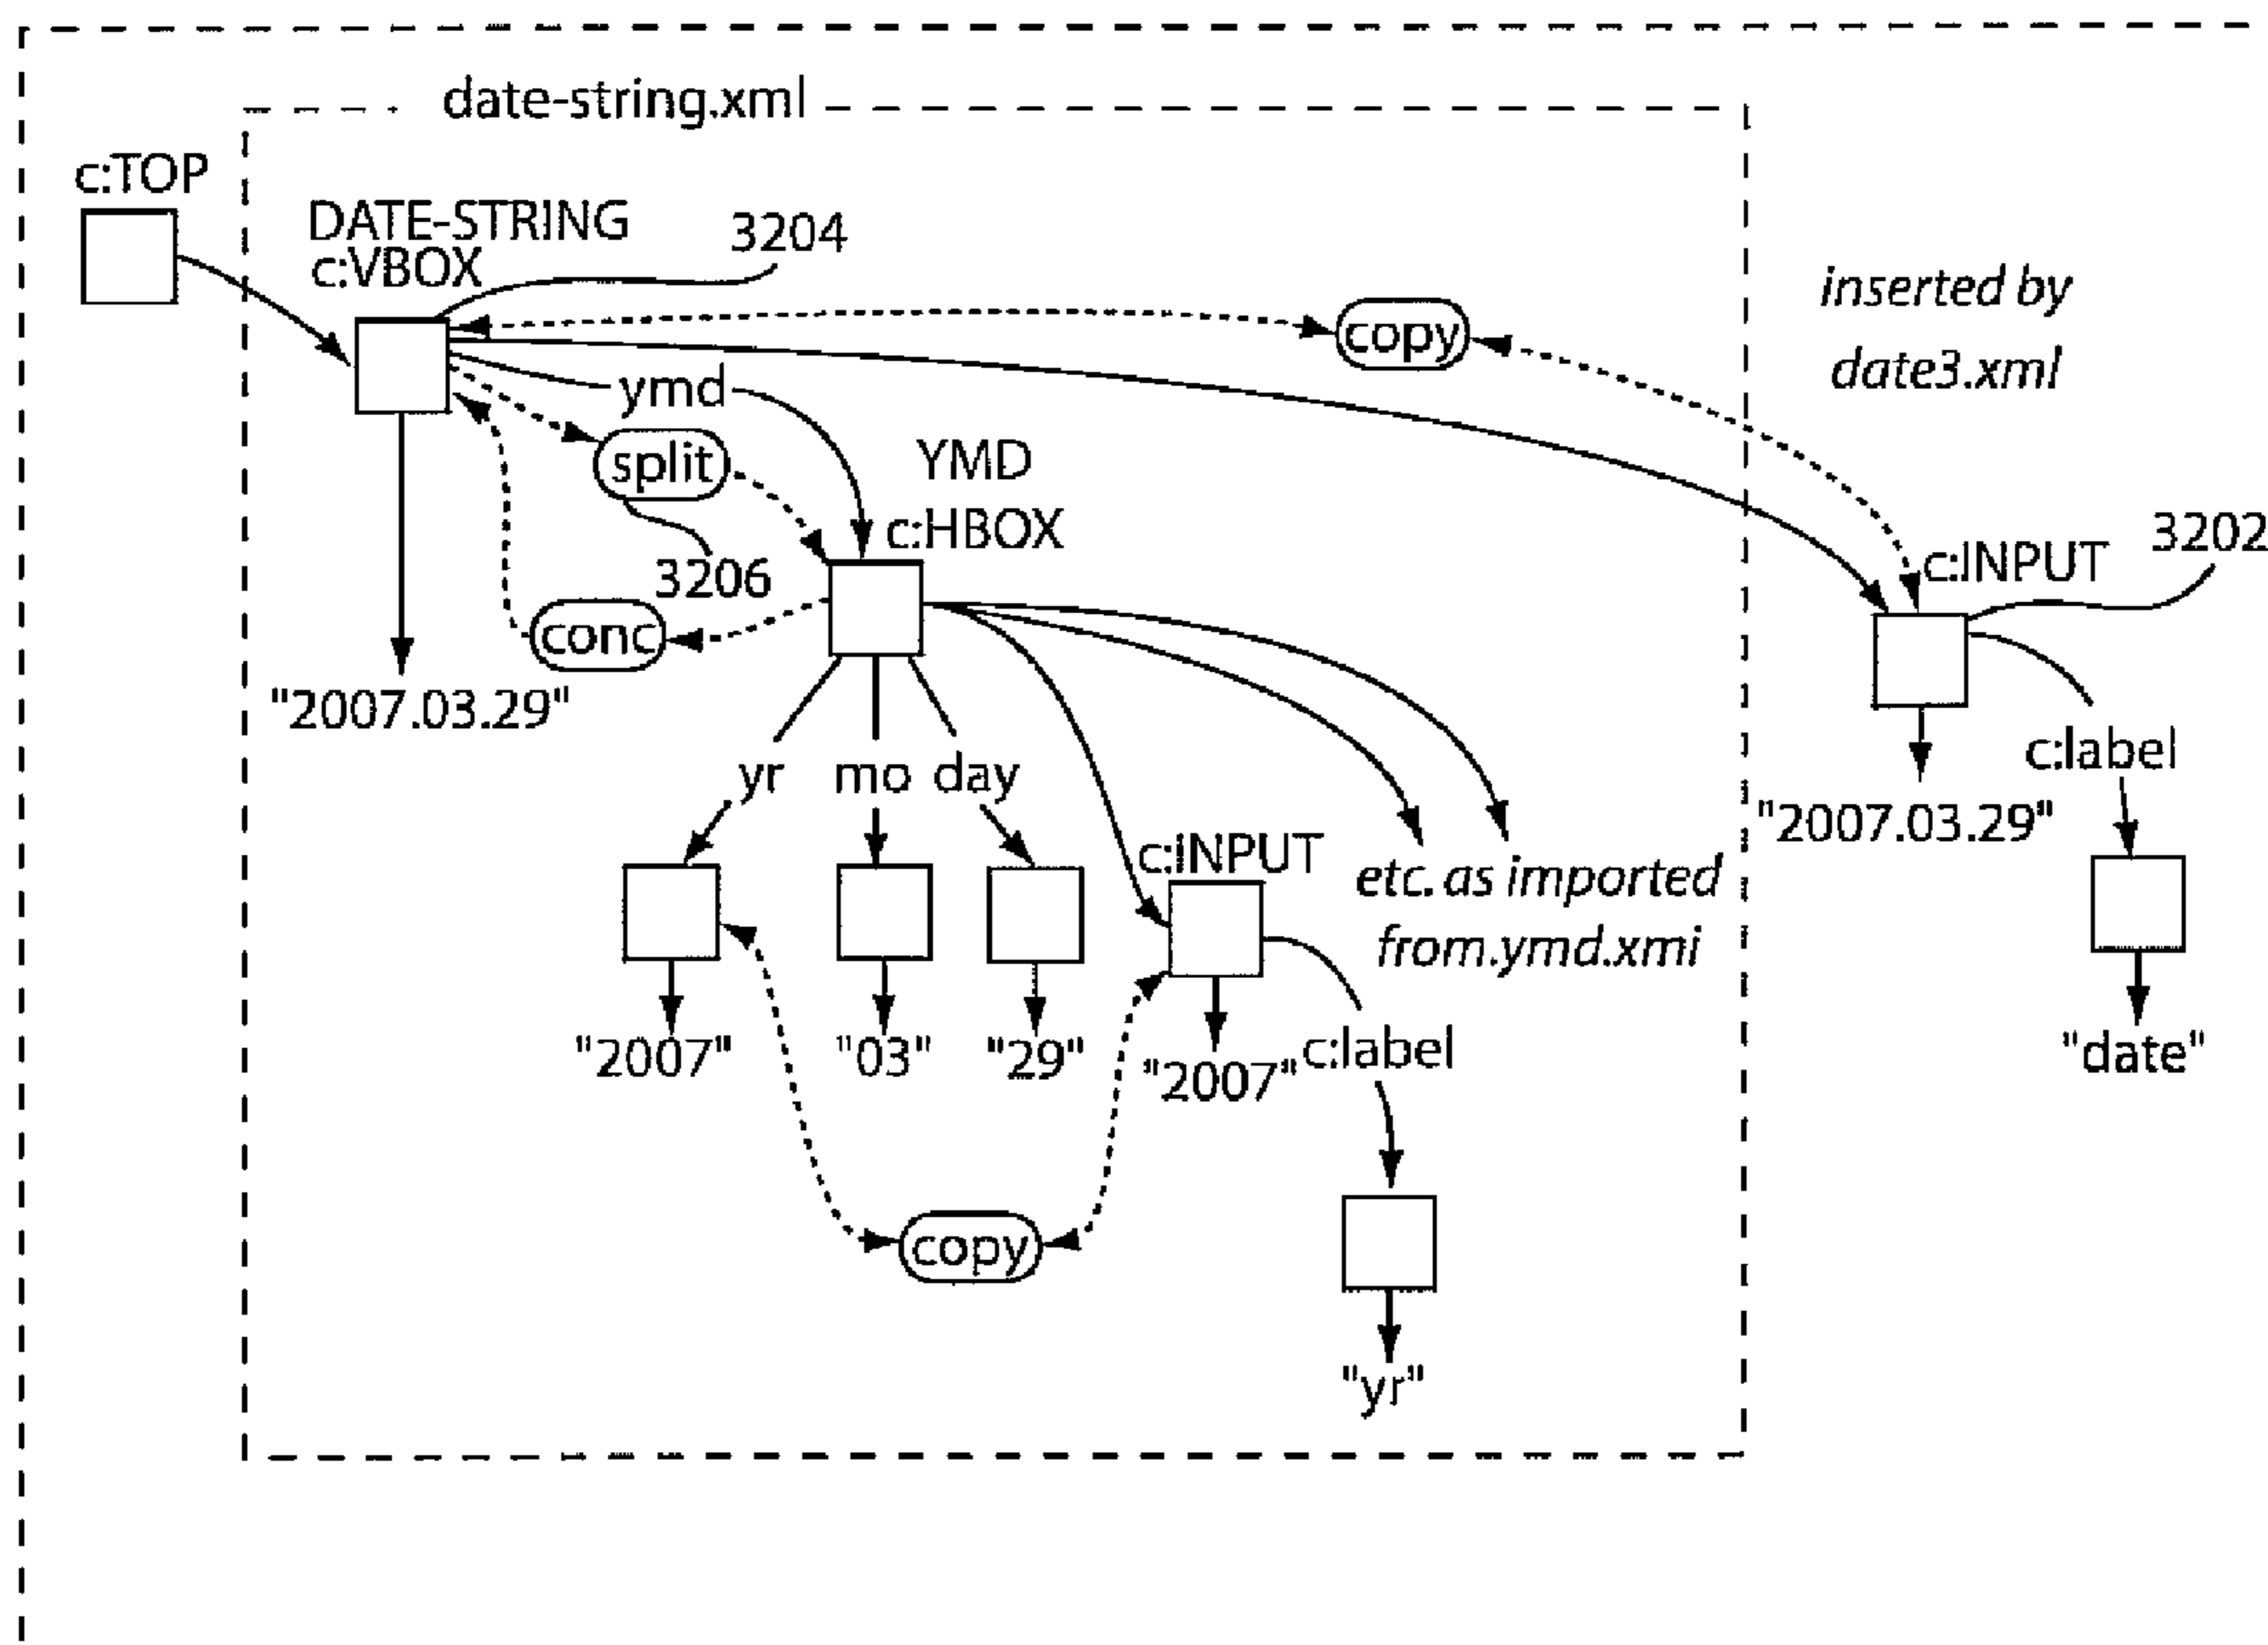 date-string.xml
c:TOP
DATE-STRING
c:VBOX
3204
inserted by
date3.xml
copy
ymd
split
YMD
c:HBOX
3206
conc
c:INPUT
3202
"2007.03.29"
c:label
"2007.03.29"
yr
mo
day
c:INPUT
etc. as imported
from.ymd.xmi
"2007"
"03"
"29"
"2007"
c:label
"date"
copy
"yr"